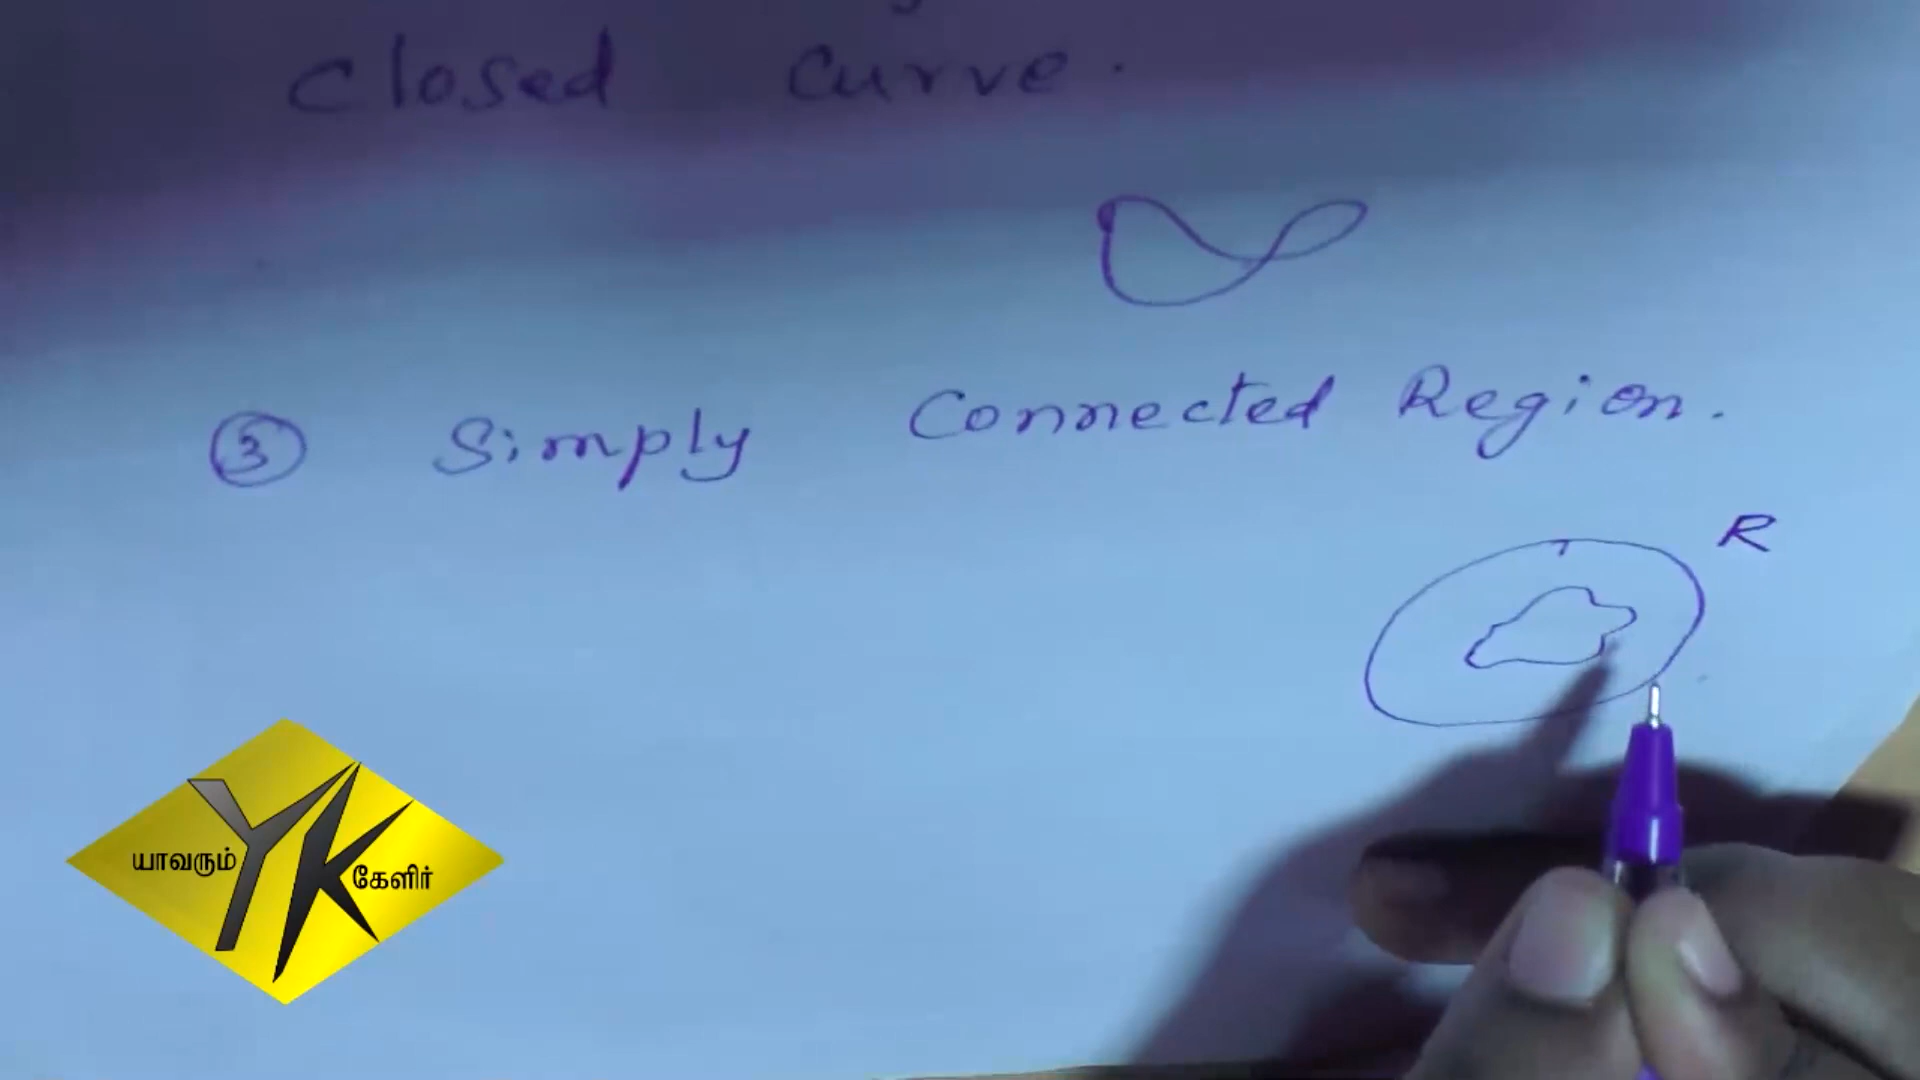 Closed Curve.
③ Simply Connected Region.
R
யாவரும் YK கேளிர்